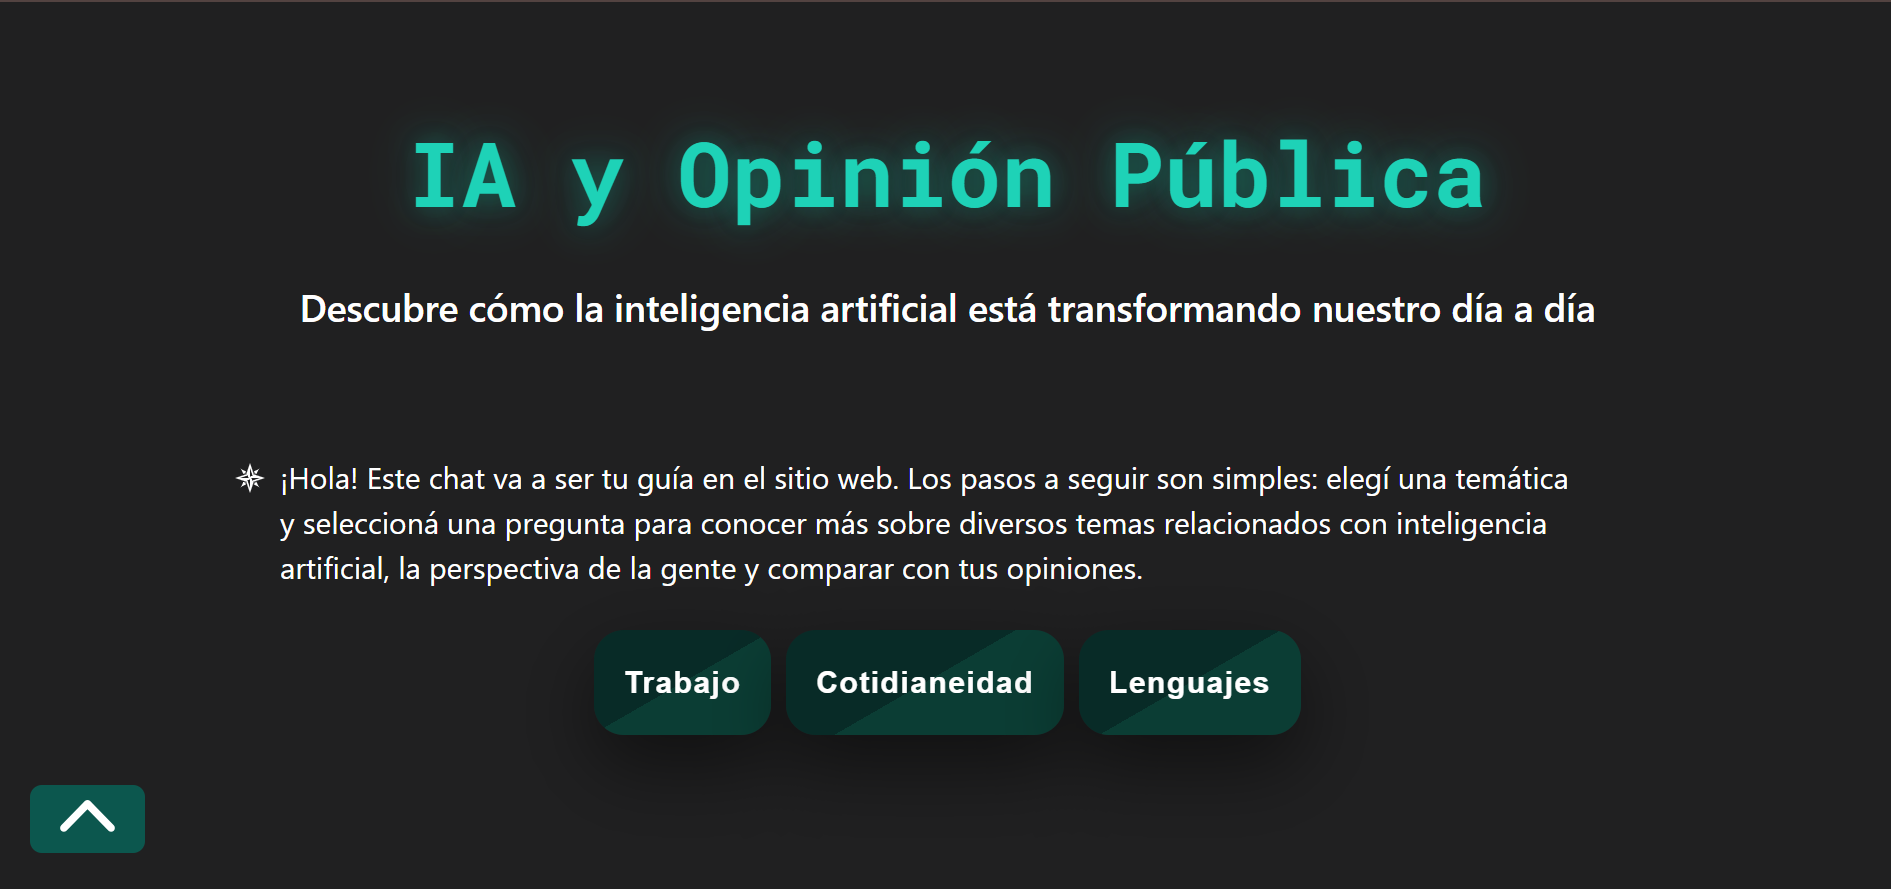 IA y Opinión Pública
Descubre cómo la inteligencia artificial está transformando nuestro día a día
¡Hola! Este chat va a ser tu guía en el sitio web. Los pasos a seguir son simples: elegí una temática
y seleccioná una pregunta para conocer más sobre diversos temas relacionados con inteligencia
artificial, la perspectiva de la gente y comparar con tus opiniones.
Trabajo
Cotidianeidad
Lenguajes